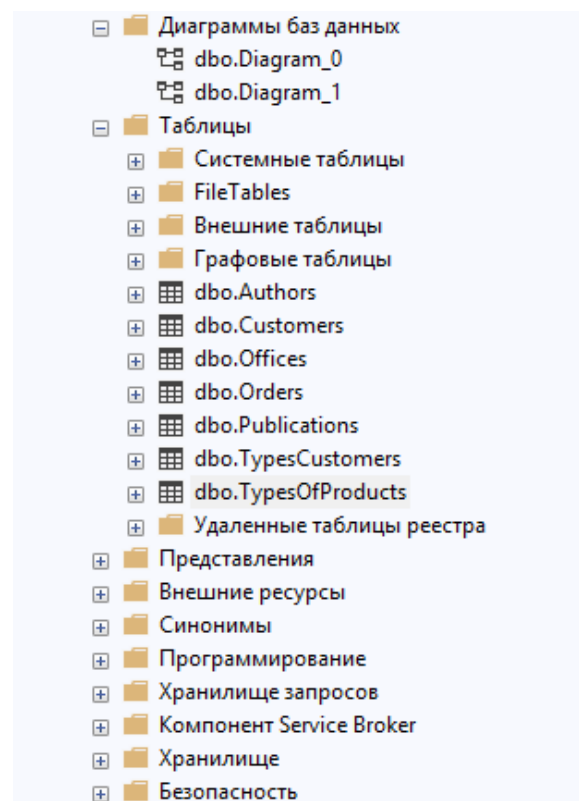 Диаграммы баз данных
dbo.Diagram_0
dbo.Diagram_1
Таблицы
Системные таблицы
FileTables
Внешние таблицы
Графовые таблицы
dbo.Authors
dbo.Customers
dbo.Offices
dbo.Orders
dbo.Publications
dbo.TypesCustomers
dbo.TypesOfProducts
Удаленные таблицы реестра
Представления
Внешние ресурсы
Синонимы
Программирование
Хранилище запросов
Компонент Service Broker
Хранилище
Безопасность